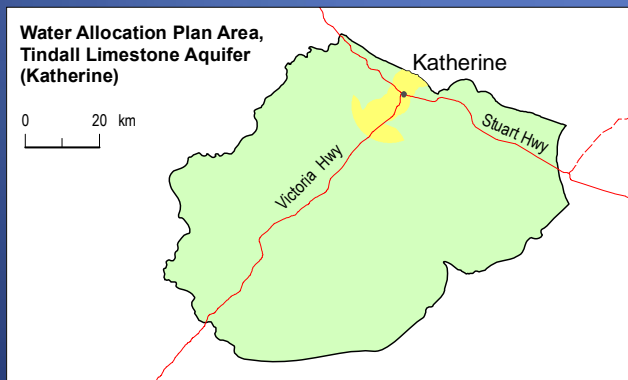 Water Allocation Plan Area,
Tindall Limestone Aquifer
(Katherine)
0 20 km
Katherine
Stuart Hwy
Victoria Hwy